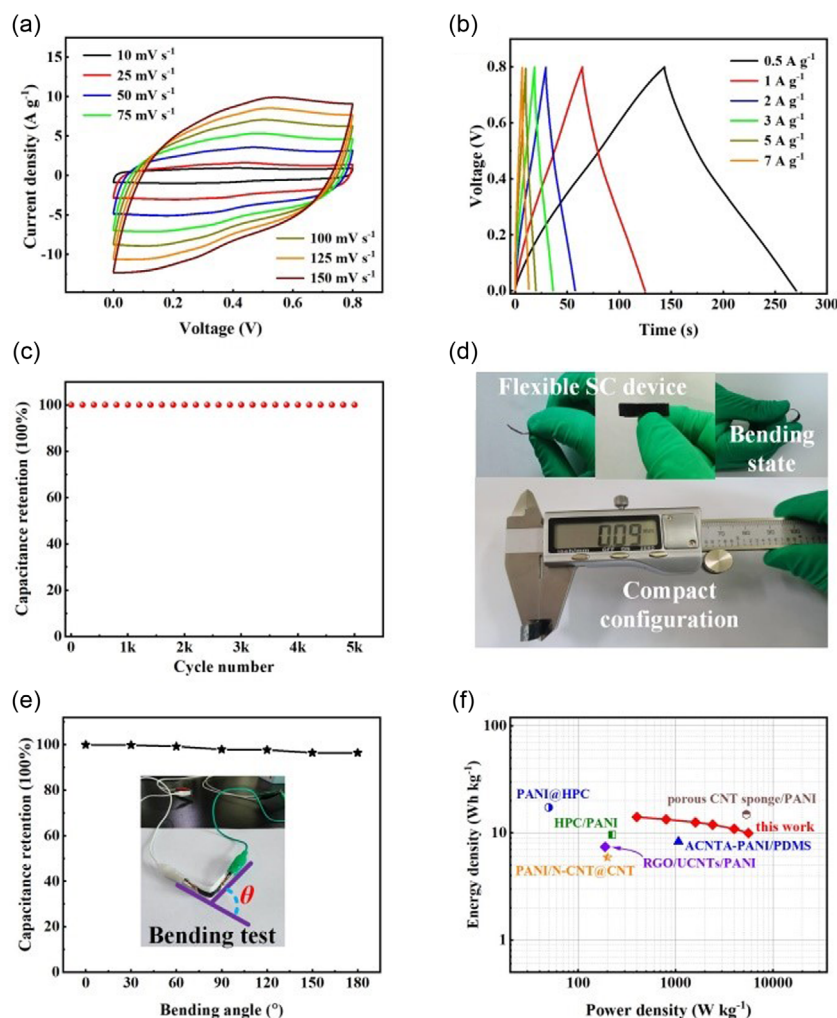 (a)
Current density (A g⁻¹)
15
10
5
0
-5
-10
10 mV s⁻¹
25 mV s⁻¹
50 mV s⁻¹
75 mV s⁻¹
100 mV s⁻¹
125 mV s⁻¹
150 mV s⁻¹
0.0 0.2 0.4 0.6 0.8
Voltage (V)
(b)
Voltage (V)
0.8
0.6
0.4
0.2
0.0
0.5 A g⁻¹
1 A g⁻¹
2 A g⁻¹
3 A g⁻¹
5 A g⁻¹
7 A g⁻¹
0 50 100 150 200 250 300
Time (s)
(c)
Capacitance retention (100%)
100
80
60
40
20
0
0 1k 2k 3k 4k 5k
Cycle number
(d)
Flexible SC device
Bending
state
0.09
70 80 90 100
Compact
configuration
(e)
Capacitance retention (100%)
100
80
60
40
20
0
θ
Bending test
0 30 60 90 120 150 180
Bending angle (°)
(f)
Energy density (Wh kg⁻¹)
100
10
1
PANI@HPC
porous CNT sponge/PANI
HPC/PANI
this work
ACNTA-PANI/PDMS
RGO/UCNTs/PANI
PANI/N-CNT@CNT
100 1000 10000
Power density (W kg⁻¹)